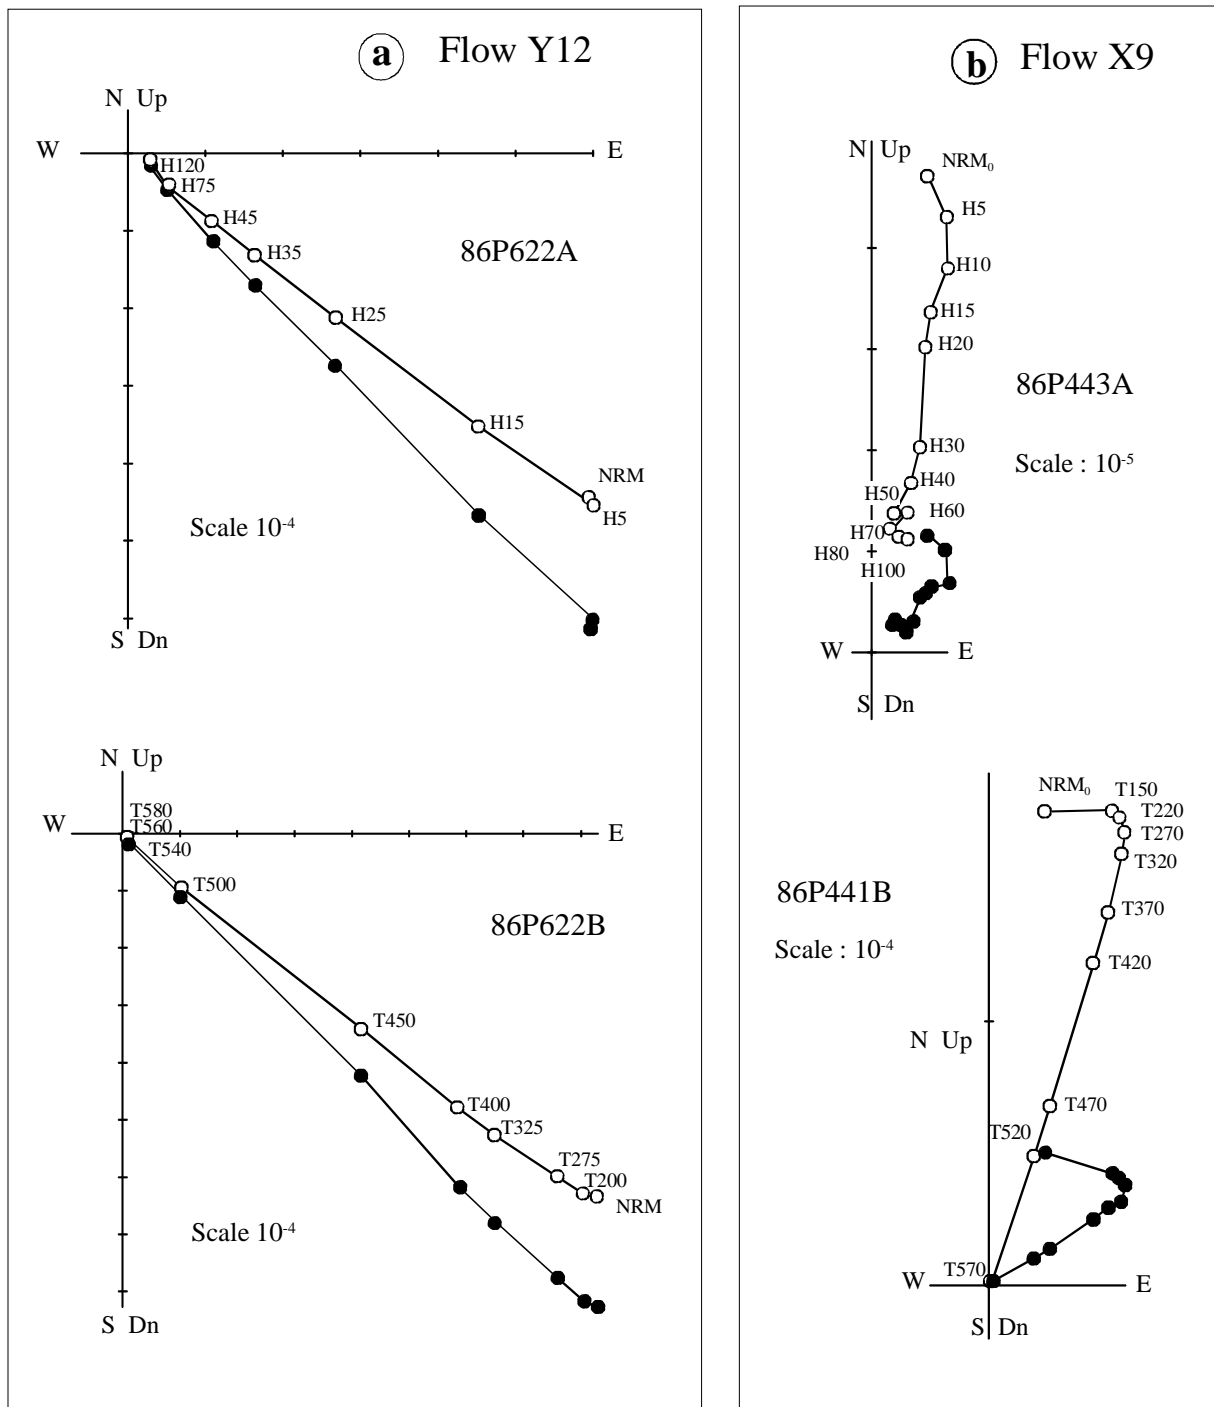 a Flow Y12
N Up
W
E
H120
H75
H45
H35
86P622A
H25
H15
NRM
H5
Scale 10-4
S Dn
N Up
T580
W
E
T560
T540
T500
86P622B
T450
T400
T325
T275
T200
NRM
Scale 10-4
S Dn
b Flow X9
N Up
NRM0
H5
H10
H15
H20
86P443A
H30
Scale : 10-5
H40
H50
H60
H70
H80
H100
W
E
S Dn
NRM0
T150
T220
T270
T320
86P441B
T370
Scale : 10-4
T420
N Up
T470
T520
T570
W
E
S Dn